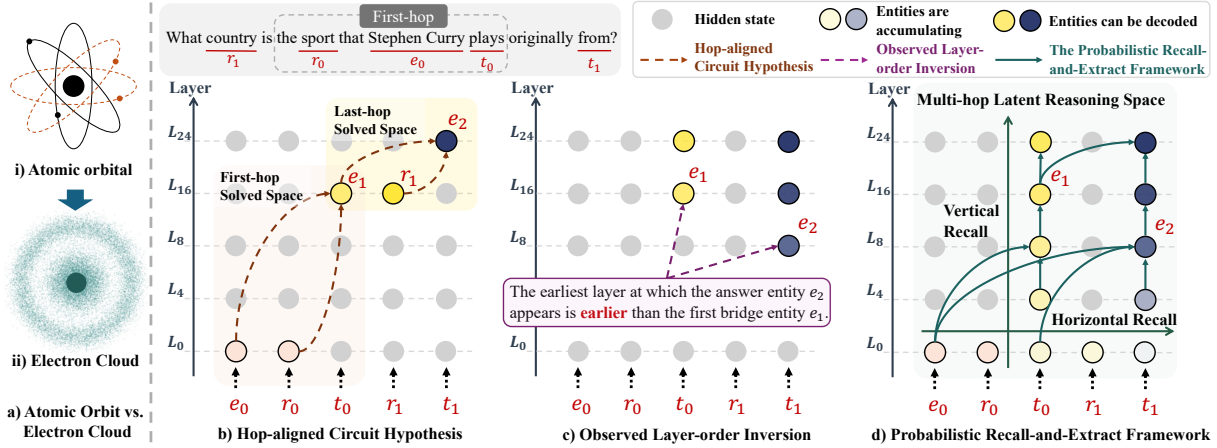 First-hop
What country is the sport that Stephen Curry plays originally from?
r1 r0 e0 t0 t1
Hidden state
Entities are accumulating
Entities can be decoded
Hop-aligned Circuit Hypothesis
Observed Layer-order Inversion
The Probabilistic Recall-and-Extract Framework
i) Atomic orbital
ii) Electron Cloud
a) Atomic Orbit vs.
Electron Cloud
Layer
L24
L16
L8
L4
L0
Last-hop
Solved Space
First-hop
Solved Space
e2
e1
r1
e0 r0 t0 r1 t1
b) Hop-aligned Circuit Hypothesis
Layer
L24
L16
L8
L4
L0
e1
e2
The earliest layer at which the answer entity e2
appears is earlier than the first bridge entity e1.
e0 r0 t0 r1 t1
c) Observed Layer-order Inversion
Layer
L24
L16
L8
L4
L0
Multi-hop Latent Reasoning Space
e1
Vertical
Recall
e2
Horizontal Recall
e0 r0 t0 r1 t1
d) Probabilistic Recall-and-Extract Framework